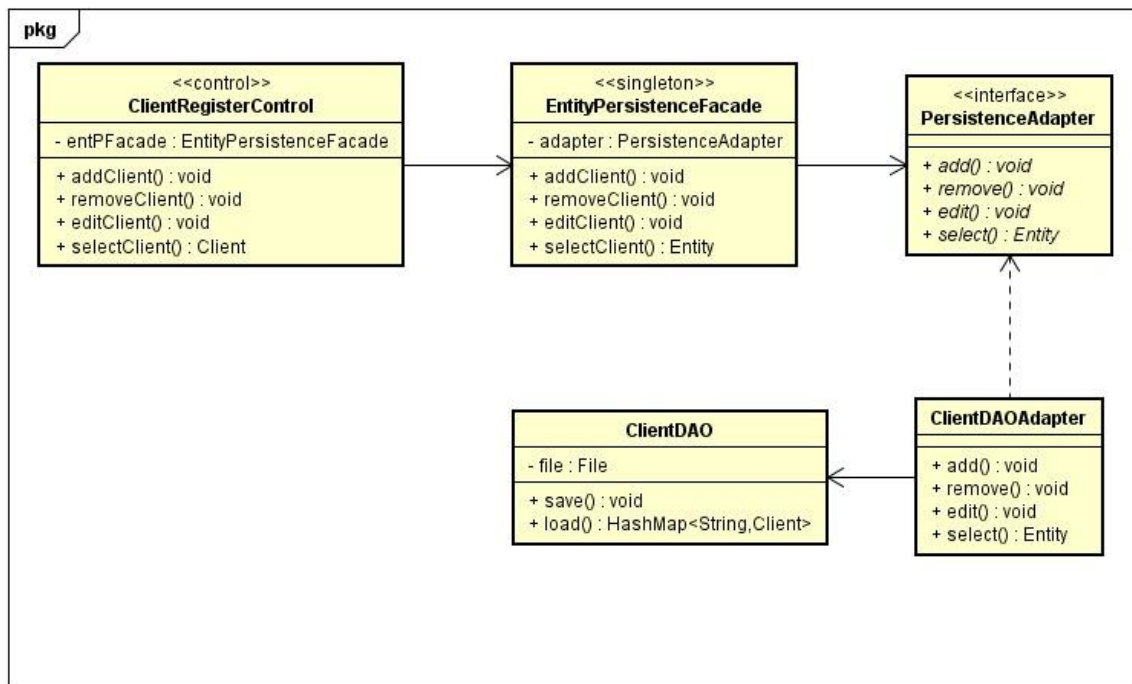 pkg
<<control>>
ClientRegisterControl
- entPFacade : EntityPersistenceFacade
+ addClient() : void
+ removeClient() : void
+ editClient() : void
+ selectClient() : Client
<<singleton>>
EntityPersistenceFacade
- adapter : PersistenceAdapter
+ addClient() : void
+ removeClient() : void
+ editClient() : void
+ selectClient() : Entity
<<interface>>
PersistenceAdapter
+ add() : void
+ remove() : void
+ edit() : void
+ select() : Entity
ClientDAO
- file : File
+ save() : void
+ load() : HashMap<String,Client>
ClientDAOAdapter
+ add() : void
+ remove() : void
+ edit() : void
+ select() : Entity